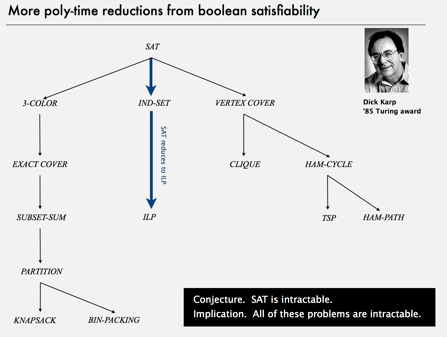 More poly-time reductions from boolean satisfiability
SAT
3-COLOR
IND-SET
VERTEX COVER
Dick Karp
'85 Turing award
SAT reduces to ILP
EXACT COVER
CLIQUE
HAM-CYCLE
SUBSET-SUM
ILP
TSP
HAM-PATH
PARTITION
Conjecture. SAT is intractable.
Implication. All of these problems are intractable.
KNAPSACK
BIN-PACKING